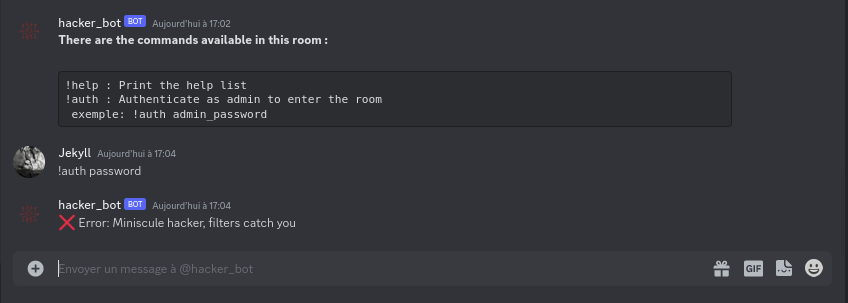 hacker_bot BOT Aujourd'hui à 17:02
There are the commands available in this room :
!help : Print the help list
!auth : Authenticate as admin to enter the room
exemple: !auth admin_password
Jekyll Aujourd'hui à 17:04
!auth password
hacker_bot BOT Aujourd'hui à 17:04
❌ Error: Miniscule hacker, filters catch you
Envoyer un message à @hacker_bot
GIF